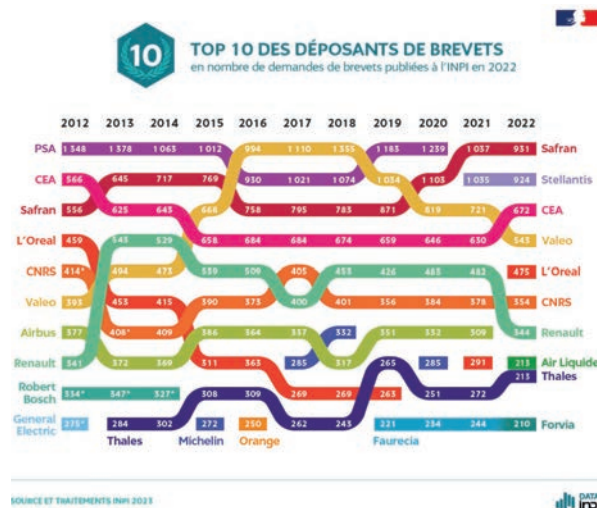 10
TOP 10 DES DÉPOSANTS DE BREVETS
en nombre de demandes de brevets publiées à l'INPI en 2022
2012 2013 2014 2015 2016 2017 2018 2019 2020 2021 2022
PSA 1 348 1 378 1 063 1 012 994 1 110 1 355 1 183 1 239 1 037 931 Safran
CEA 566 645 717 769 930 1 021 1 074 1 034 1 103 1 035 924 Stellantis
Safran 556 625 643 668 758 795 783 871 819 721 672 CEA
L'Oreal 459 543 529 658 684 684 674 659 646 630 543 Valeo
CNRS 414* 494 473 539 509 405 453 426 483 482 475 L'Oreal
Valeo 393 453 415 390 373 400 401 356 384 378 354 CNRS
Airbus 377 408* 409 386 364 337 332 351 332 309 344 Renault
Renault 341 372 369 311 363 285 317 265 285 291 213 Air Liquide
213 Thales
Robert
Bosch 334* 347* 327* 308 309 269 269 263 251 272
General
Electric 275* 284 302 272 250 262 243 221 234 244 210 Forvia
Thales Michelin Orange Faurecia
SOURCE ET TRAITEMENTS INPI 2023
DATA